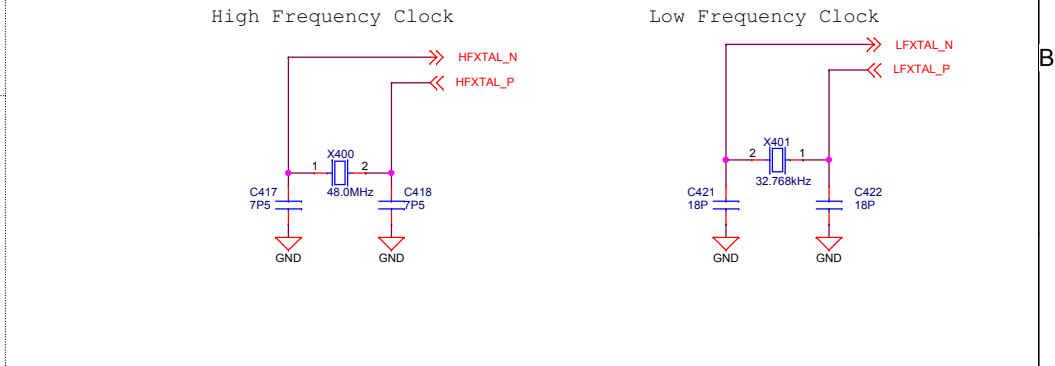 High Frequency Clock
HFXTAL_N
HFXTAL_P
X400
1 2
48.0MHz
C417
7P5
C418
7P5
GND
GND
Low Frequency Clock
LFXTAL_N
LFXTAL_P
X401
2 1
32.768kHz
C421
18P
C422
18P
GND
GND
B